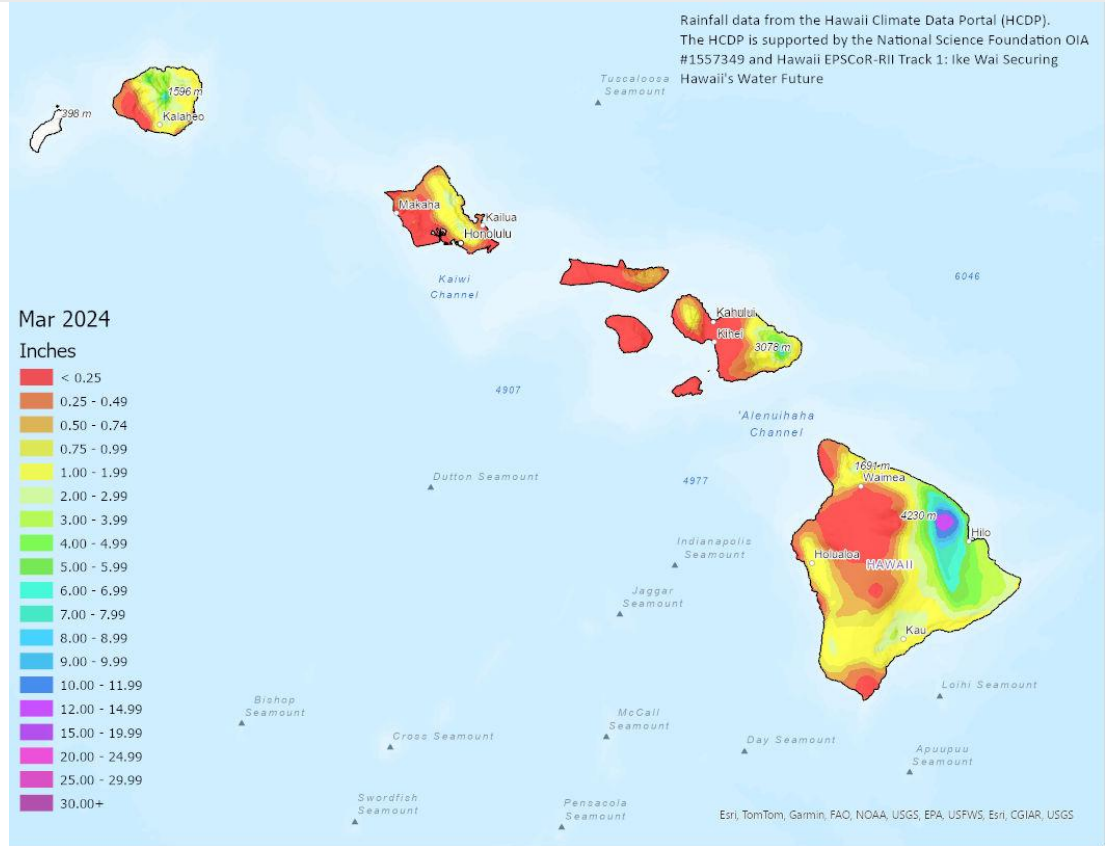 Rainfall data from the Hawaii Climate Data Portal (HCDP).
The HCDP is supported by the National Science Foundation OIA
#1557349 and Hawaii EPSCoR-RII Track 1: Ike Wai Securing
Hawaii's Water Future
Tuscaloosa
Seamount
1596 m
398 m
Kalaheo
Makaha
Kailua
Honolulu
Kaiwi
Channel
6046
Kahului
Kihei
3078 m
4907
'Alenuihaha
Channel
Mar 2024
Inches
< 0.25
0.25 - 0.49
0.50 - 0.74
0.75 - 0.99
1.00 - 1.99
2.00 - 2.99
3.00 - 3.99
4.00 - 4.99
5.00 - 5.99
6.00 - 6.99
7.00 - 7.99
8.00 - 8.99
9.00 - 9.99
10.00 - 11.99
12.00 - 14.99
15.00 - 19.99
20.00 - 24.99
25.00 - 29.99
30.00+
1691 m
Waimea
Dutton Seamount
4977
4230 m
Hilo
Indianapolis
Seamount
Holualoa
HAWAII
Jaggar
Seamount
Kau
Loihi Seamount
Bishop
Seamount
McCall
Seamount
Cross Seamount
Day Seamount
Apuupuu
Seamount
Swordfish
Seamount
Pensacola
Seamount
Esri, TomTom, Garmin, FAO, NOAA, USGS, EPA, USFWS, Esri, CGIAR, USGS